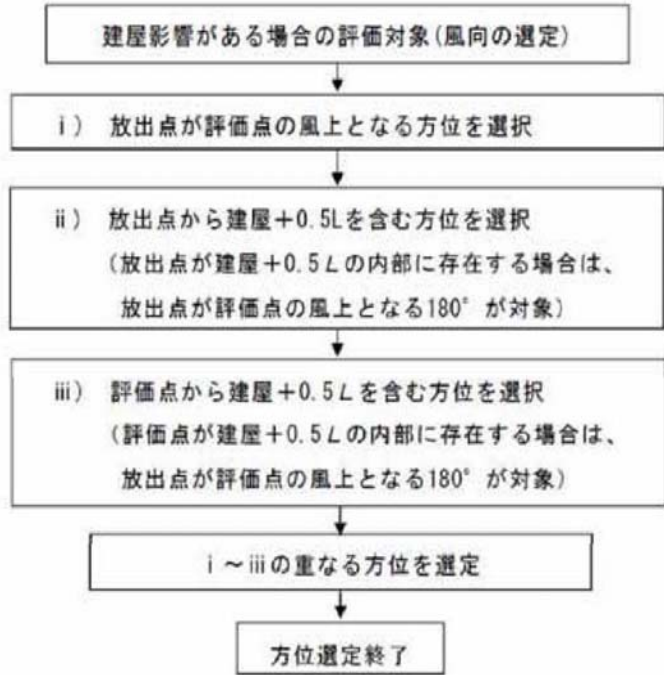 建屋影響がある場合の評価対象(風向の選定)
ⅰ) 放出点が評価点の風上となる方位を選択
ⅱ) 放出点から建屋+0.5Lを含む方位を選択
(放出点が建屋+0.5Lの内部に存在する場合は、
放出点が評価点の風上となる180°が対象)
ⅲ) 評価点から建屋+0.5Lを含む方位を選択
(評価点が建屋+0.5Lの内部に存在する場合は、
放出点が評価点の風上となる180°が対象)
ⅰ~ⅲの重なる方位を選定
方位選定終了